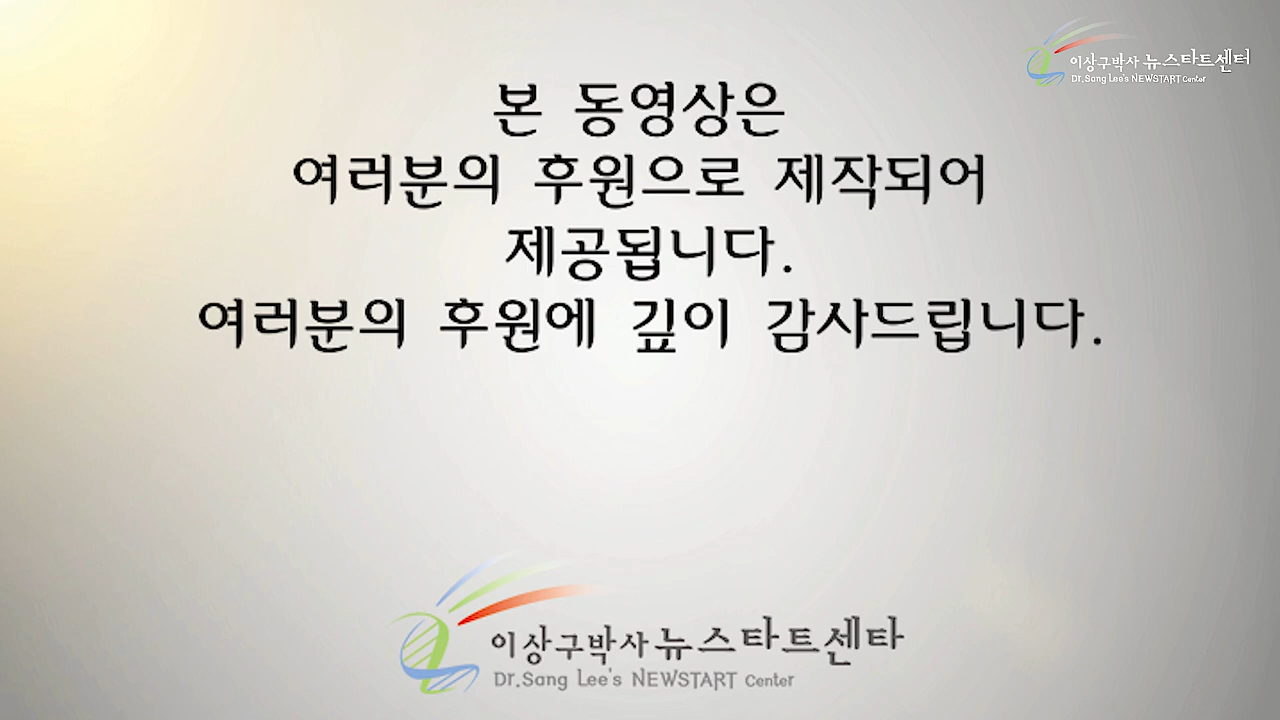 이상구박사 뉴스타트센터
Dr.Sang Lee's NEWSTART Center
본 동영상은
여러분의 후원으로 제작되어
제공됩니다.
여러분의 후원에 깊이 감사드립니다.
이상구박사 뉴스타트센타
Dr.Sang Lee's NEWSTART Center